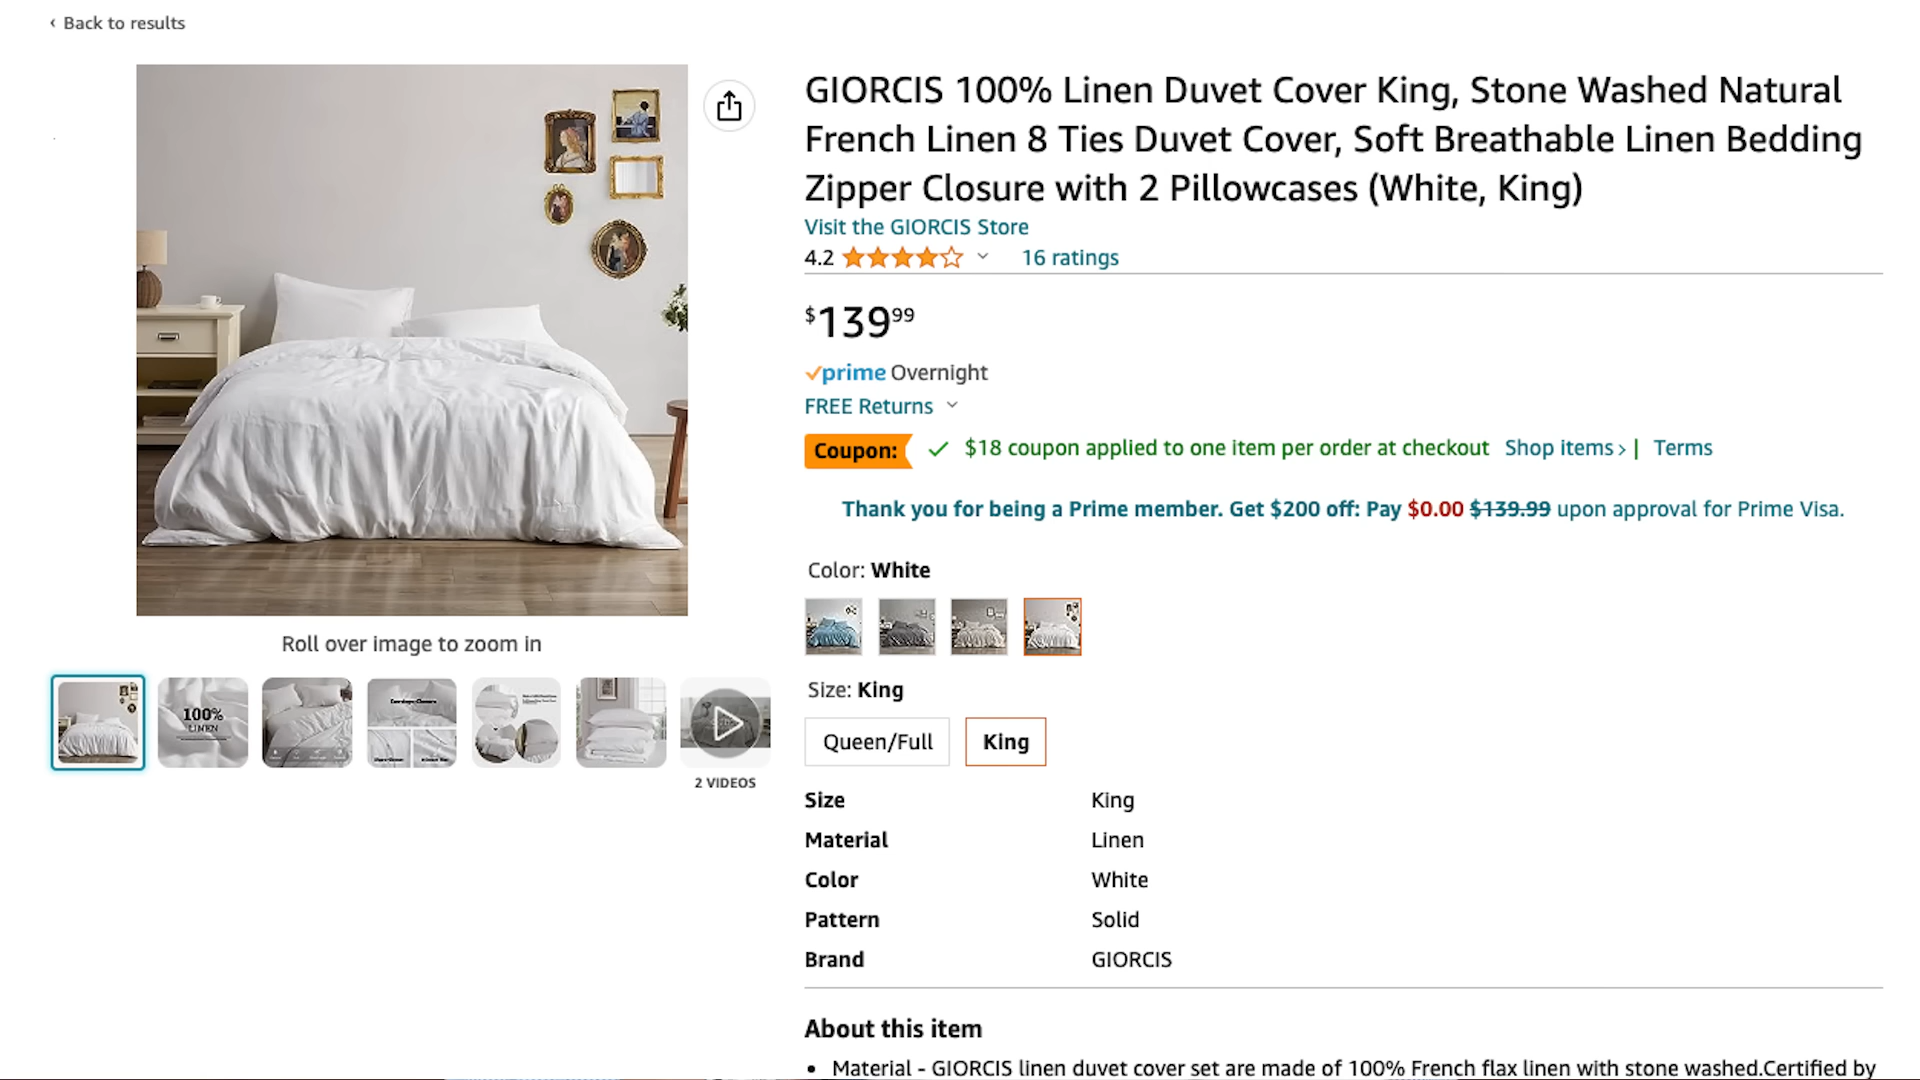 ‹ Back to results
GIORCIS 100% Linen Duvet Cover King, Stone Washed Natural
French Linen 8 Ties Duvet Cover, Soft Breathable Linen Bedding
Zipper Closure with 2 Pillowcases (White, King)
Visit the GIORCIS Store
4.2 16 ratings
$139.99
prime Overnight
FREE Returns
Coupon: $18 coupon applied to one item per order at checkout Shop items › | Terms
Thank you for being a Prime member. Get $200 off: Pay $0.00 $139.99 upon approval for Prime Visa.
Color: White
Roll over image to zoom in
100%
LINEN
2 VIDEOS
Size: King
Queen/Full King
Size King
Material Linen
Color White
Pattern Solid
Brand GIORCIS
About this item
• Material - GIORCIS linen duvet cover set are made of 100% French flax linen with stone washed.Certified by